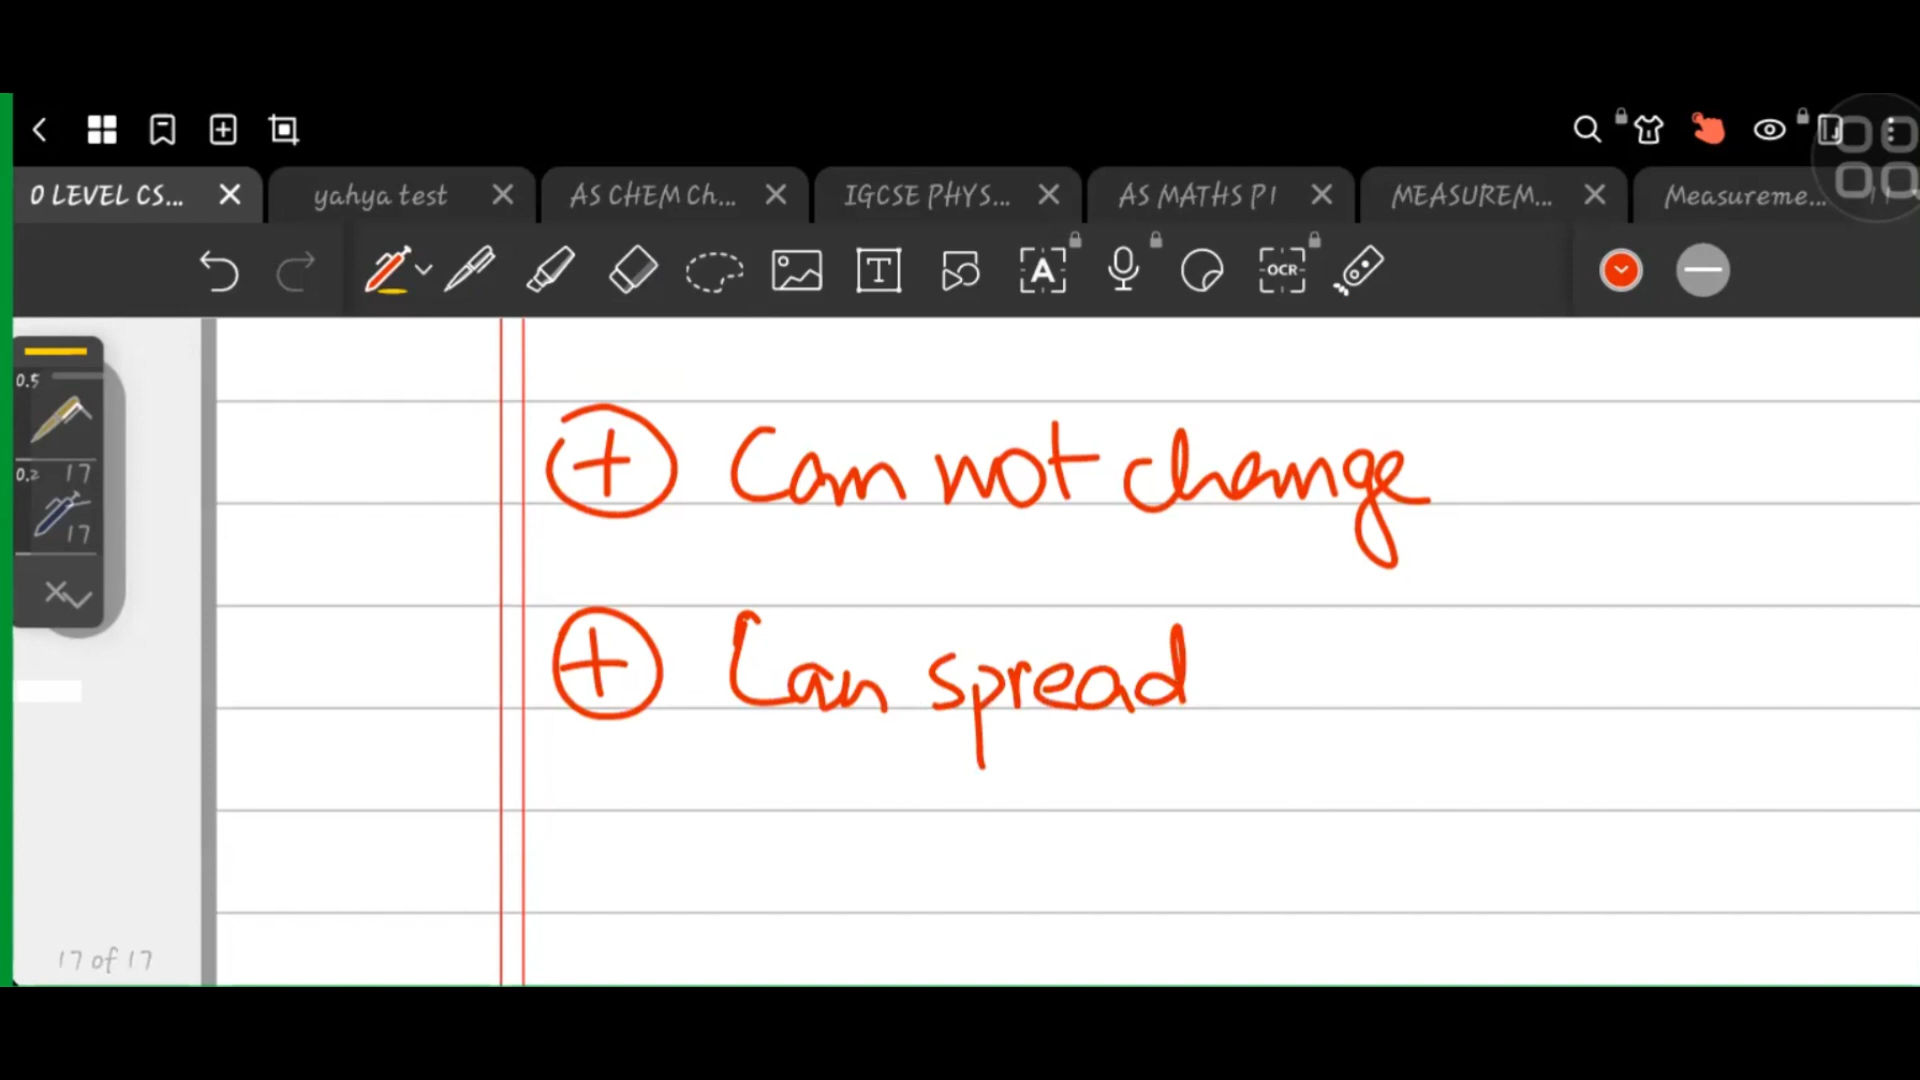 O LEVEL CS... yahya test AS CHEM Ch... IGCSE PHYS... AS MATHS P1 MEASUREM... Measureme...
T A OCR
0.5
0.2 17
17
⊕ Can not change
⊕ Can spread
17 of 17